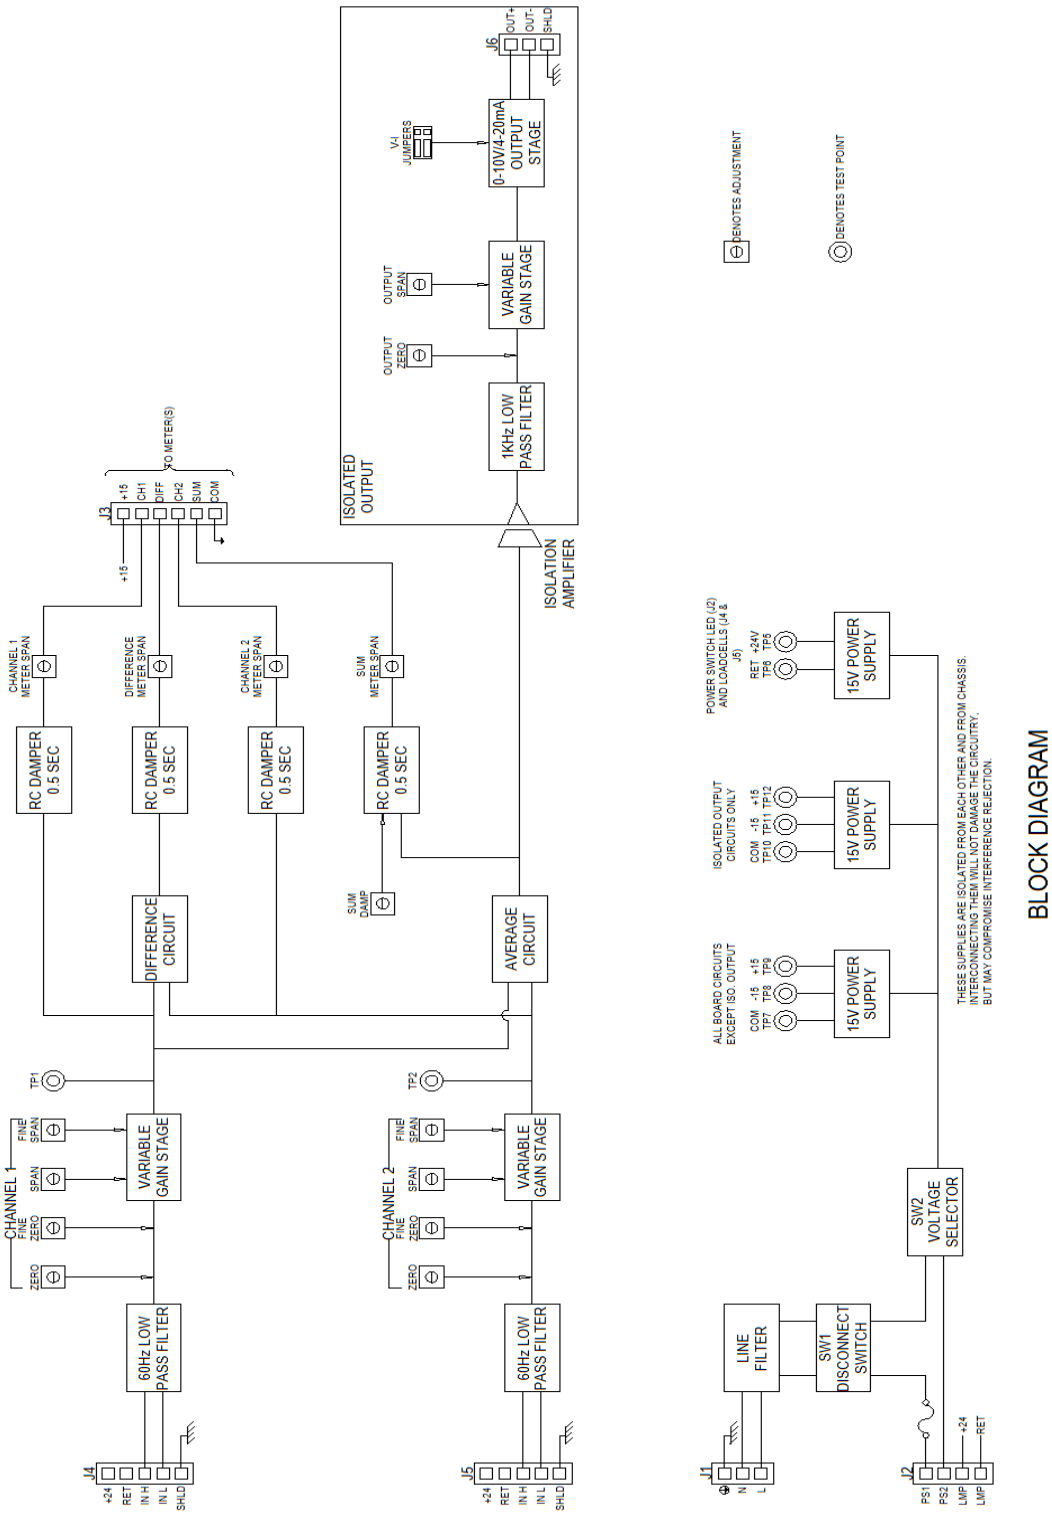 J4
+24
RET
IN H
IN L
SHLD
60Hz LOW
PASS FILTER
CHANNEL 1
ZERO
FINE
ZERO
SPAN
FINE
SPAN
VARIABLE
GAIN STAGE
TP1
DIFFERENCE
CIRCUIT
RC DAMPER
0.5 SEC
RC DAMPER
0.5 SEC
RC DAMPER
0.5 SEC
RC DAMPER
0.5 SEC
CHANNEL 1
METER SPAN
DIFFERENCE
METER SPAN
CHANNEL 2
METER SPAN
SUM
METER SPAN
SUM
DAMP
J3
+15
+15
CH1
DIFF
CH2
SUM
COM
TO METER(S)
J5
+24
RET
IN H
IN L
SHLD
60Hz LOW
PASS FILTER
CHANNEL 2
ZERO
FINE
ZERO
SPAN
FINE
SPAN
VARIABLE
GAIN STAGE
TP2
AVERAGE
CIRCUIT
ISOLATION
AMPLIFIER
ISOLATED
OUTPUT
1KHz LOW
PASS FILTER
OUTPUT
ZERO
OUTPUT
SPAN
VARIABLE
GAIN STAGE
V-I
JUMPERS
0-10V/4-20mA
OUTPUT
STAGE
J6
OUT+
OUT-
SHLD
J1
N
L
LINE
FILTER
SW1
DISCONNECT
SWITCH
J2
PS1
PS2
LMP
LMP
+24
RET
SW2
VOLTAGE
SELECTOR
ALL BOARD CIRCUITS
EXCEPT ISO. OUTPUT
COM -15 +15
TP7 TP8 TP9
15V POWER
SUPPLY
ISOLATED OUTPUT
CIRCUITS ONLY
COM -15 +15
TP10 TP11 TP12
15V POWER
SUPPLY
POWER SWITCH LED (J2)
AND LOADCELLS (J4 &
J5)
RET +24V
TP6 TP5
15V POWER
SUPPLY
THESE SUPPLIES ARE ISOLATED FROM EACH OTHER AND FROM CHASSIS.
INTERCONNECTING THEM WILL NOT DAMAGE THE CIRCUITRY,
BUT MAY COMPROMISE INTERFERENCE REJECTION.
DENOTES ADJUSTMENT
DENOTES TEST POINT
BLOCK DIAGRAM